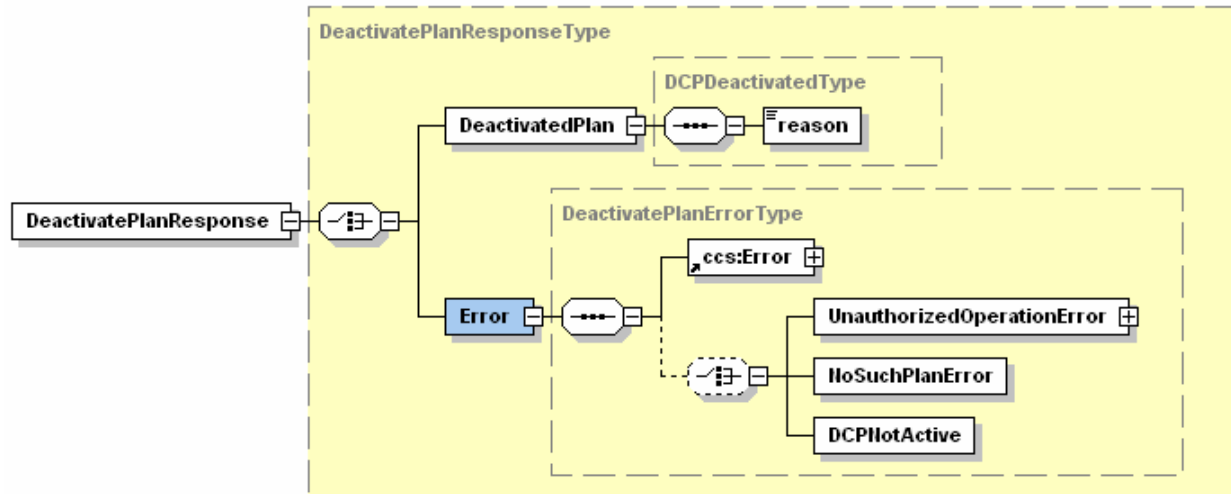 DeactivatePlanResponseType
DCPDeactivatedType
DeactivatedPlan
reason
DeactivatePlanResponse
DeactivatePlanErrorType
ccs:Error
Error
UnauthorizedOperationError
NoSuchPlanError
DCPNotActive